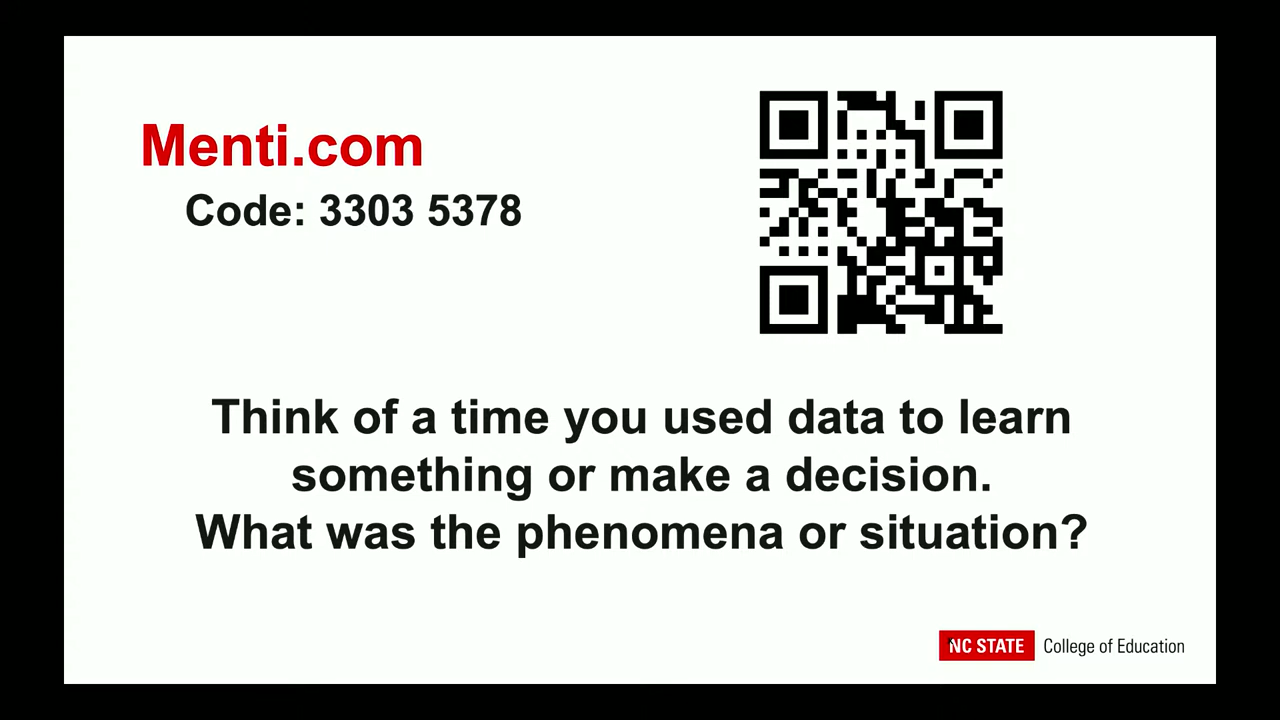 Menti.com
Code: 3303 5378
Think of a time you used data to learn
something or make a decision.
What was the phenomena or situation?
NC STATE College of Education